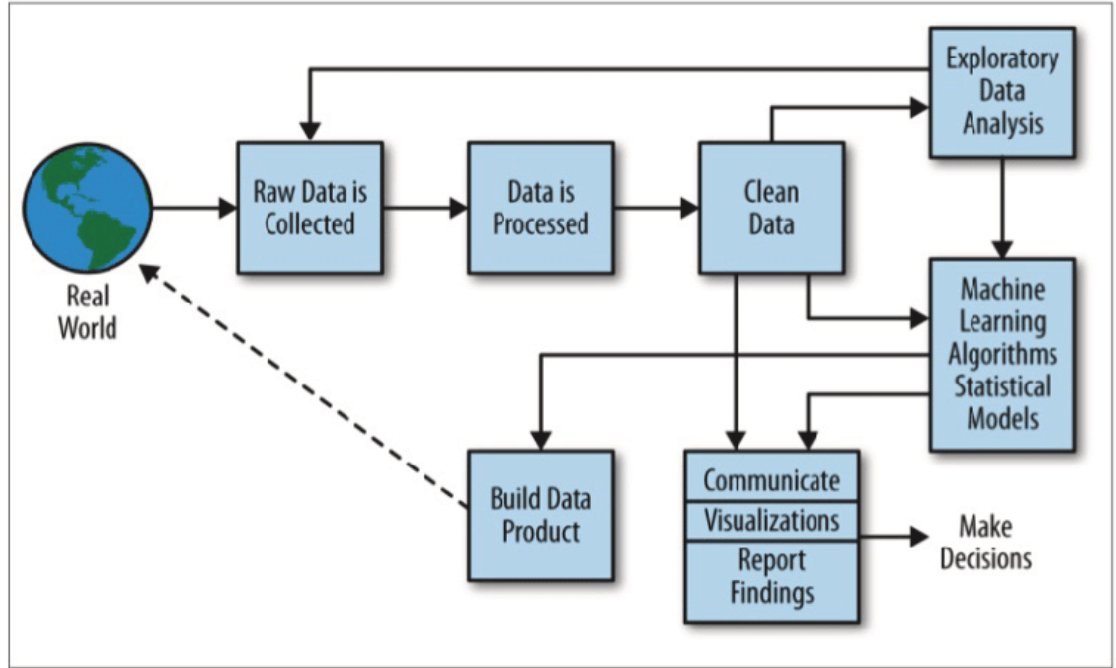 Exploratory
Data
Analysis
Raw Data is
Collected
Data is
Processed
Clean
Data
Real
World
Machine
Learning
Algorithms
Statistical
Models
Build Data
Product
Communicate
Visualizations
Report
Findings
Make
Decisions